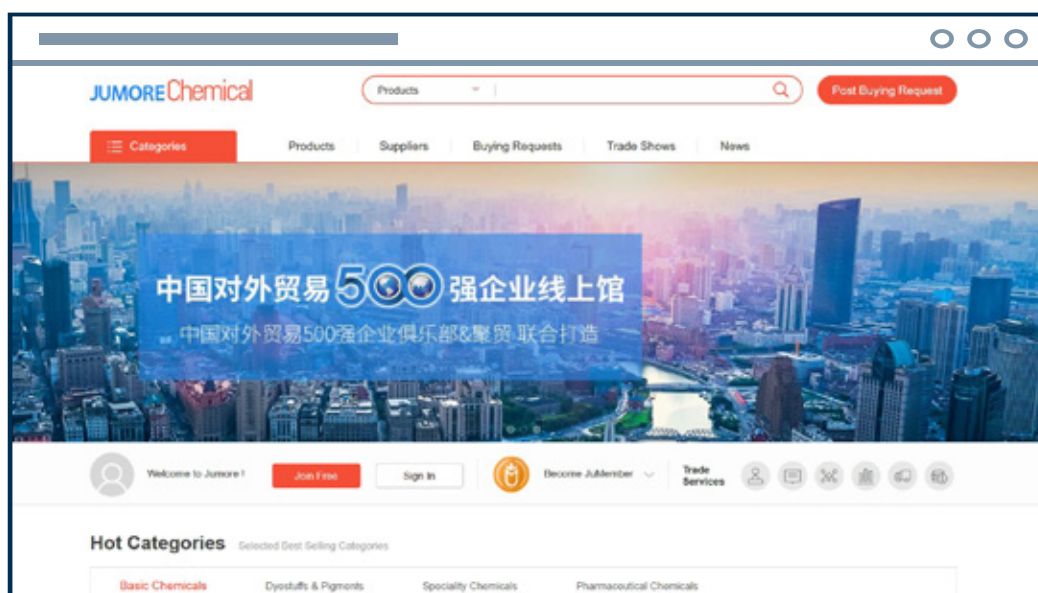 JUMORE Chemical
Products
Post Buying Request
Categories
Products
Suppliers
Buying Requests
Trade Shows
News
中国对外贸易500强企业线上馆
中国对外贸易500强企业俱乐部&聚贸 联合打造
Welcome to Jumore !
Join Free
Sign In
Become JuMember
Trade
Services
Hot Categories
Selected Best Selling Categories
Basic Chemicals
Dyestuffs & Pigments
Speciality Chemicals
Pharmaceutical Chemicals